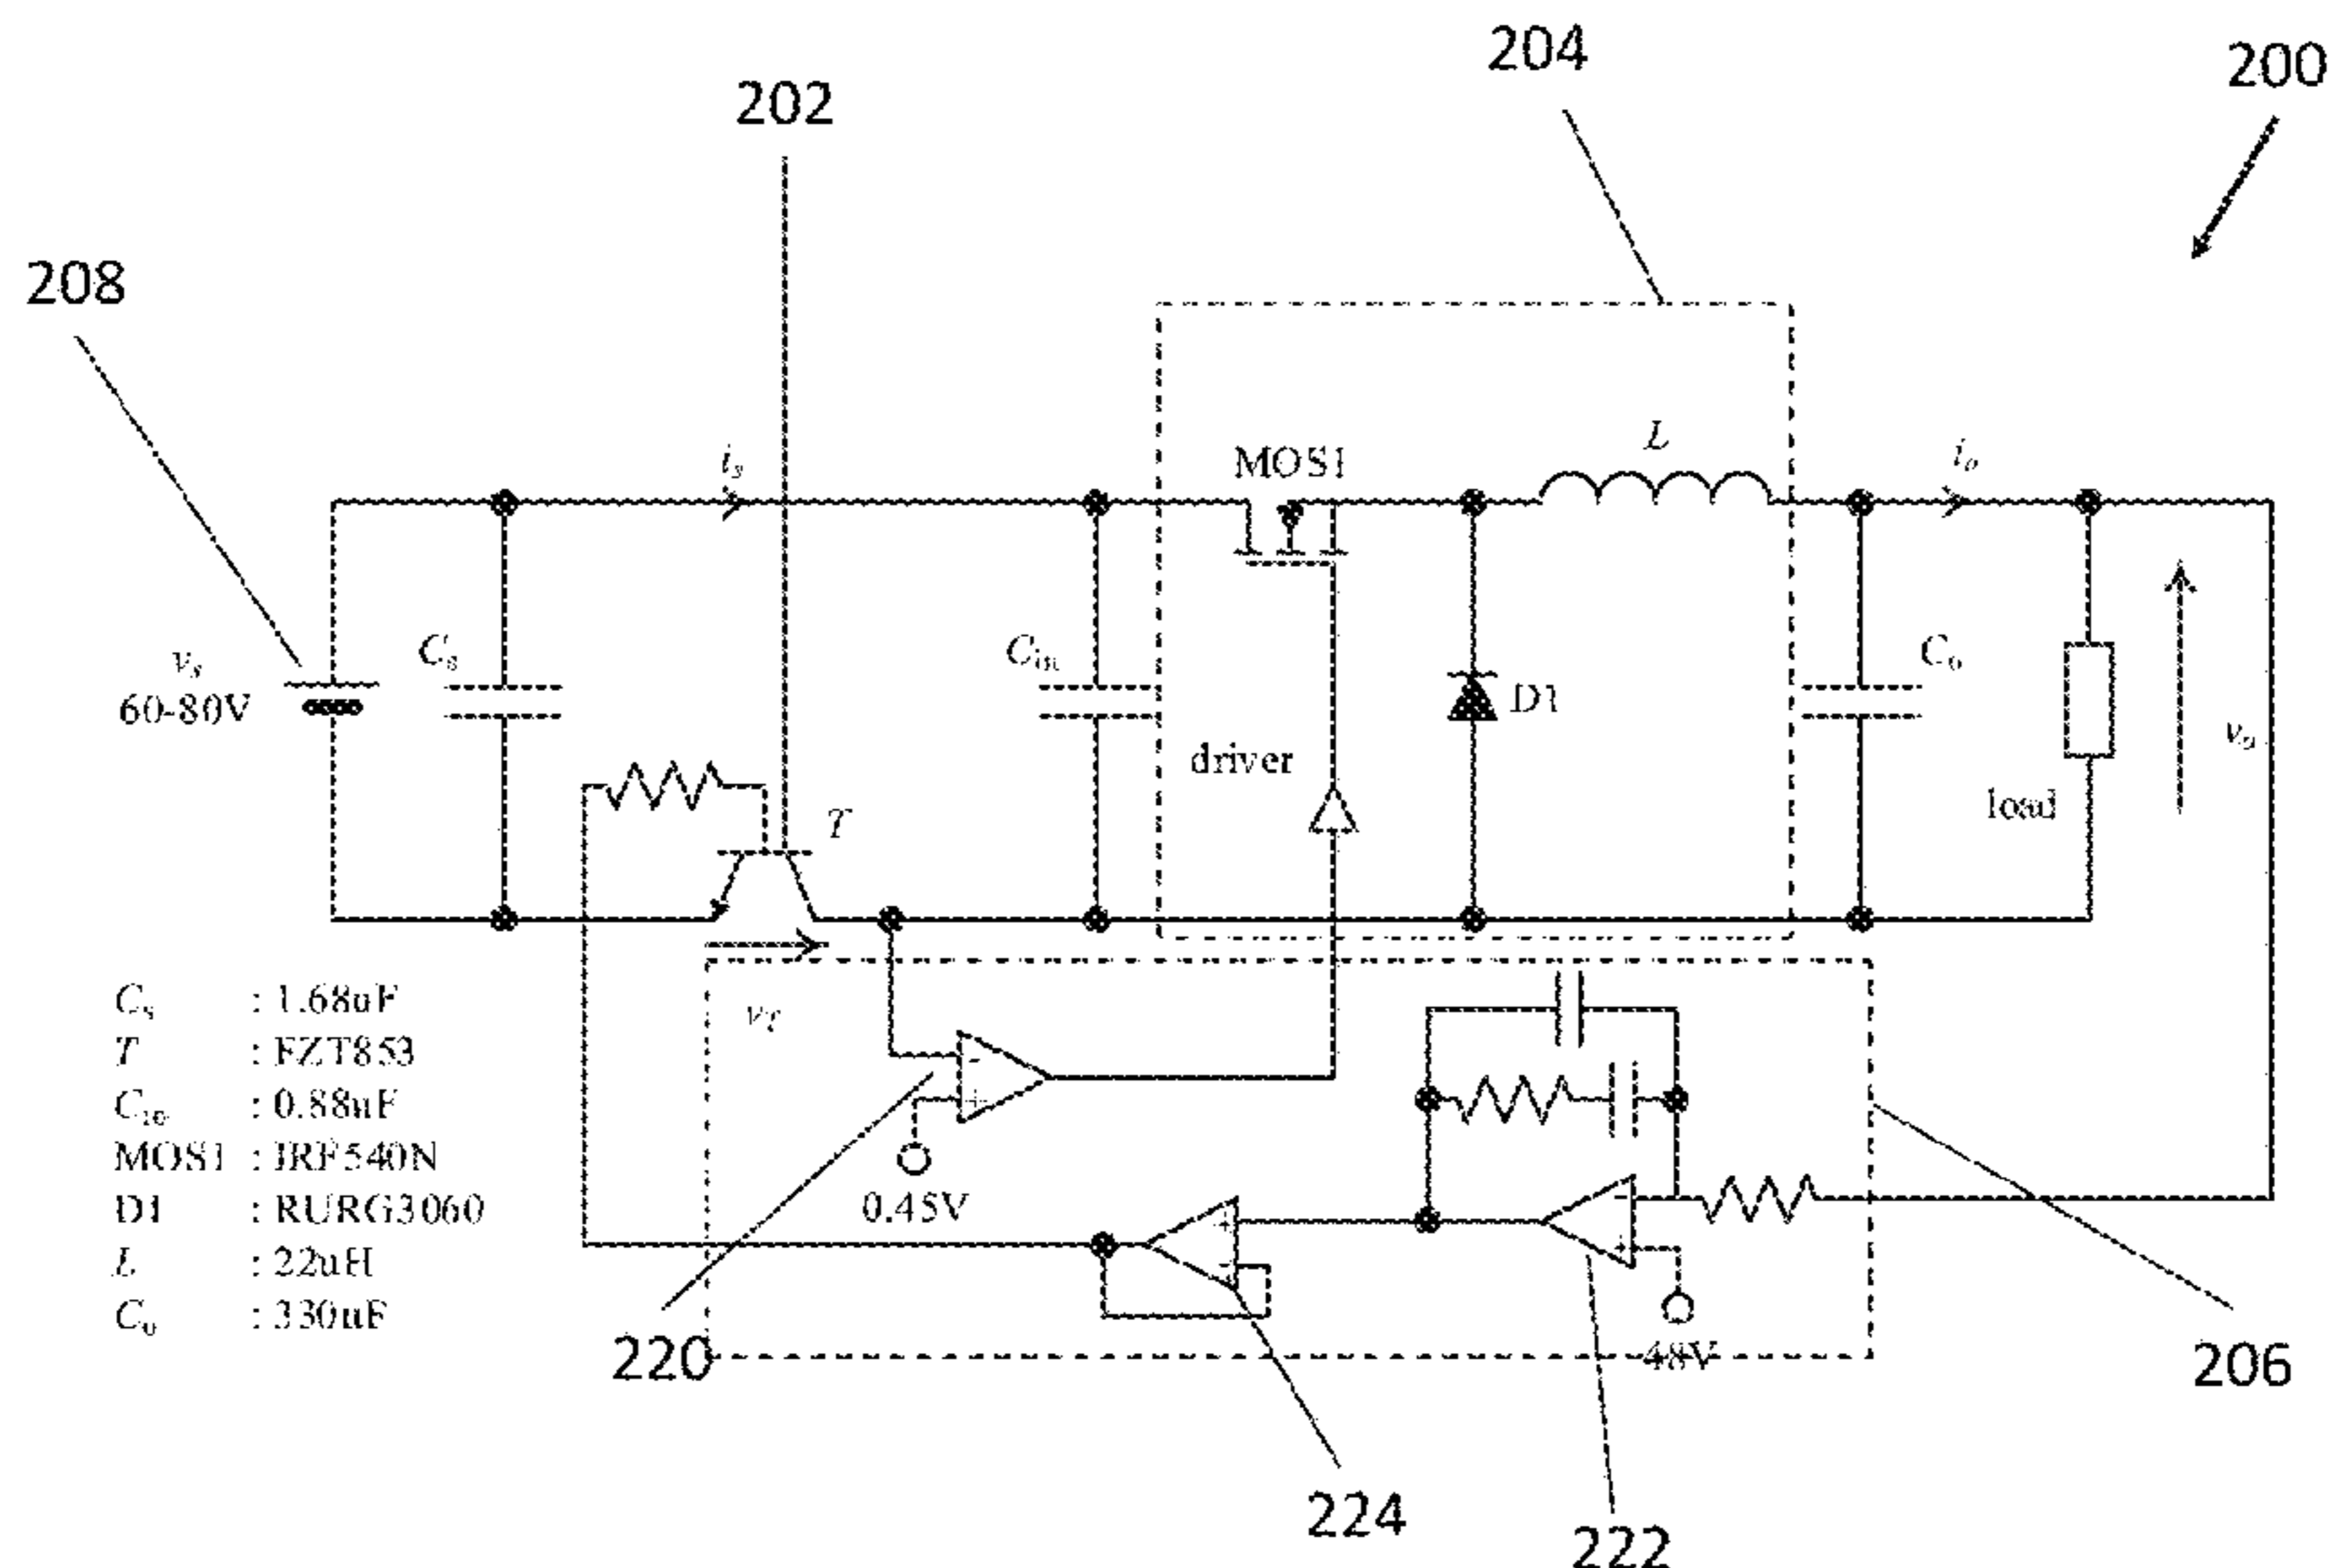 204
200
202
208
L
MOS1
i_s
i_o
v_s
60-80V
C_s
C_in
D1
C_o
v_o
driver
load
T
v_T
C_s : 1.68uF
T : FZT853
C_in : 0.88uF
MOS1 : IRF540N
D1 : RURG3060
L : 22uH
C_o : 330uF
-
+
0.45V
+
-
-
+
48V
220
206
224
222